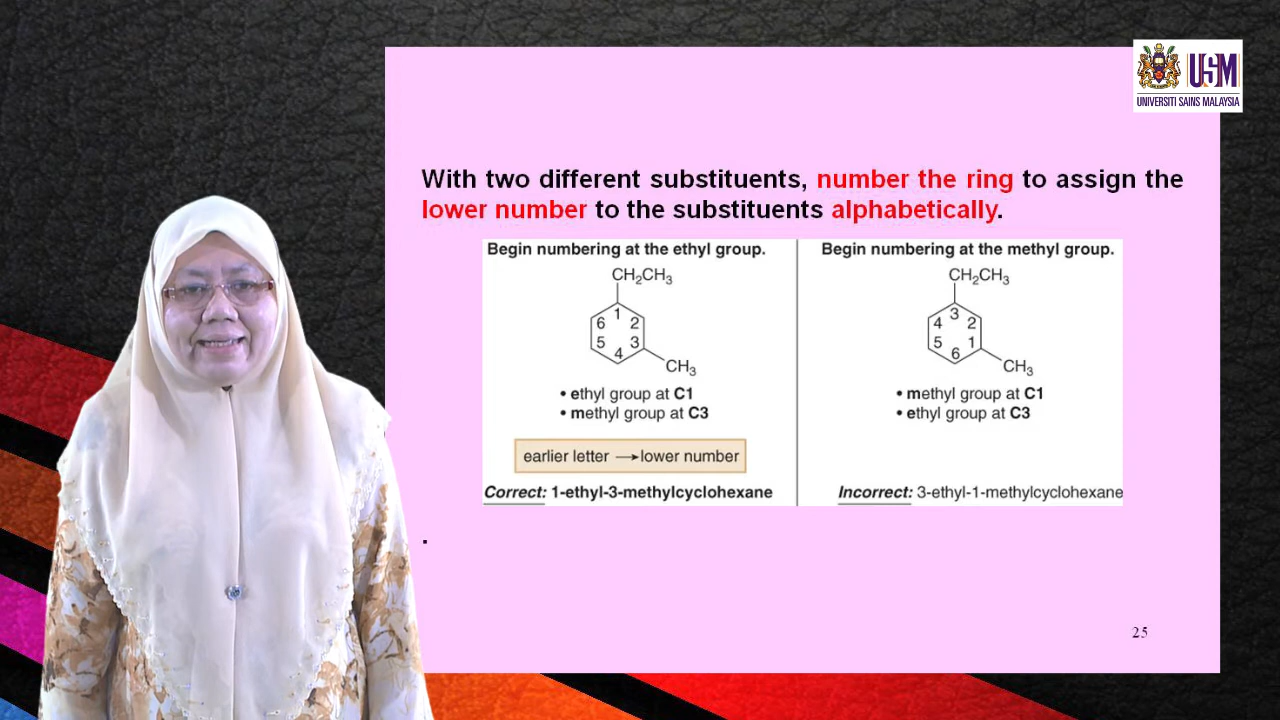 USM
UNIVERSITI SAINS MALAYSIA
With two different substituents, number the ring to assign the
lower number to the substituents alphabetically.
Begin numbering at the ethyl group.
CH₂CH₃
1
6 2
5 3
4
CH₃
• ethyl group at C1
• methyl group at C3
earlier letter → lower number
Correct: 1-ethyl-3-methylcyclohexane
Begin numbering at the methyl group.
CH₂CH₃
3
4 2
5 1
6
CH₃
• methyl group at C1
• ethyl group at C3
Incorrect: 3-ethyl-1-methylcyclohexane
.
25